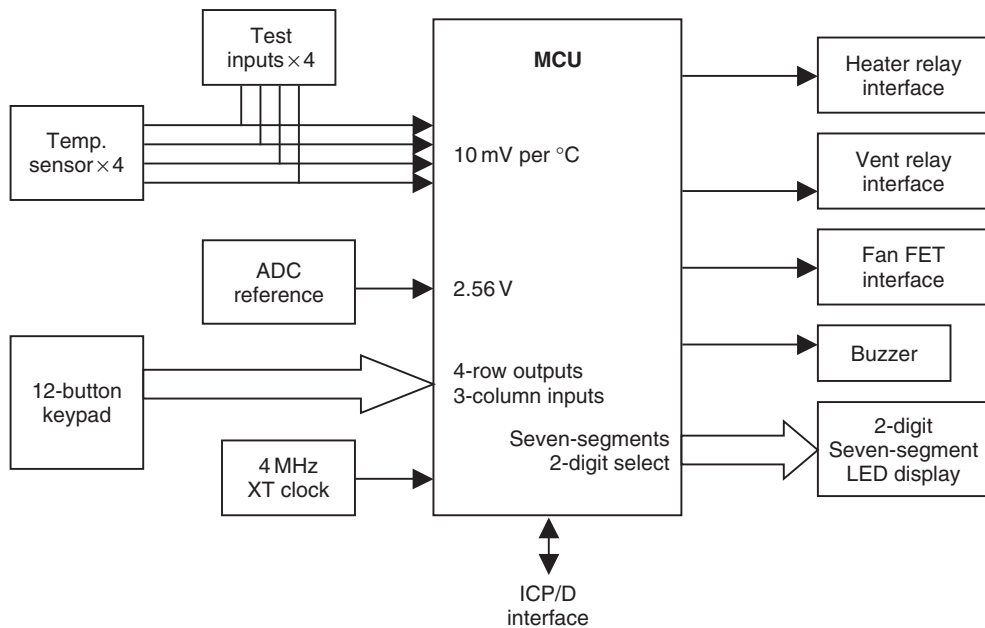 Test
inputs×4
Temp.
sensor×4
ADC
reference
12-button
keypad
4 MHz
XT clock
MCU
10 mV per °C
2.56 V
4-row outputs
3-column inputs
Seven-segments
2-digit select
ICP/D
interface
Heater relay
interface
Vent relay
interface
Fan FET
interface
Buzzer
2-digit
Seven-segment
LED display